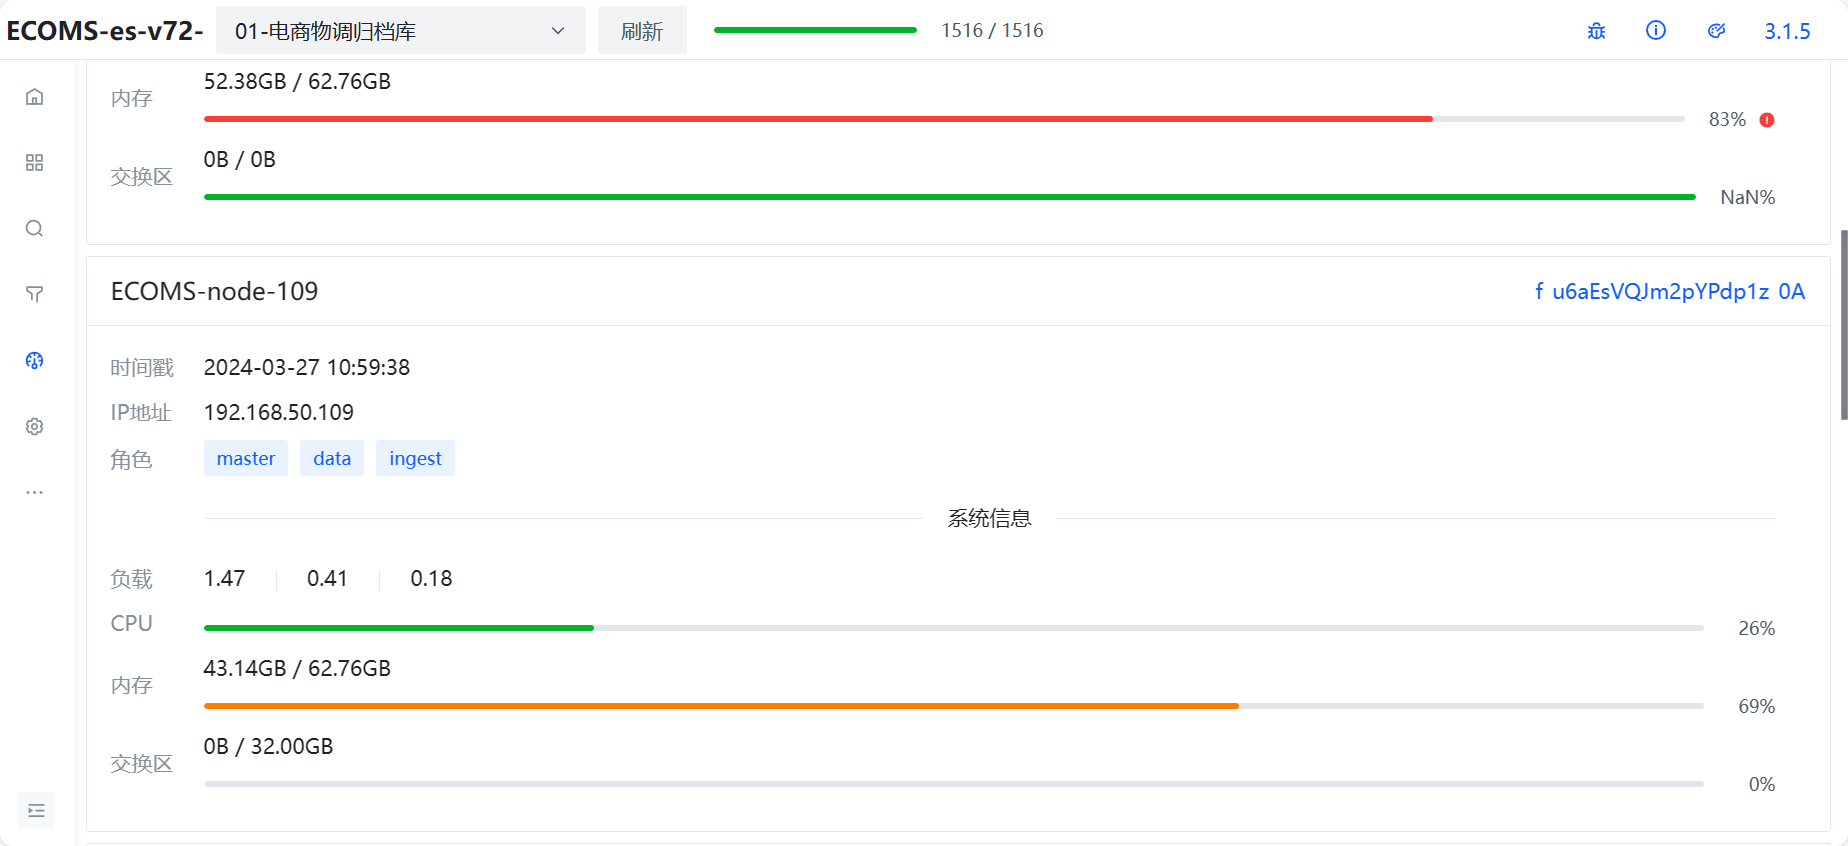 ECOMS-es-v72- 01-电商物调归档库 刷新 1516 / 1516 3.1.5
内存 52.38GB / 62.76GB
83%
交换区 0B / 0B
NaN%
ECOMS-node-109 f_u6aEsVQJm2pYPdp1z_0A
时间戳 2024-03-27 10:59:38
IP地址 192.168.50.109
角色 master data ingest
系统信息
负载 1.47 0.41 0.18
CPU 26%
内存 43.14GB / 62.76GB
69%
交换区 0B / 32.00GB
0%